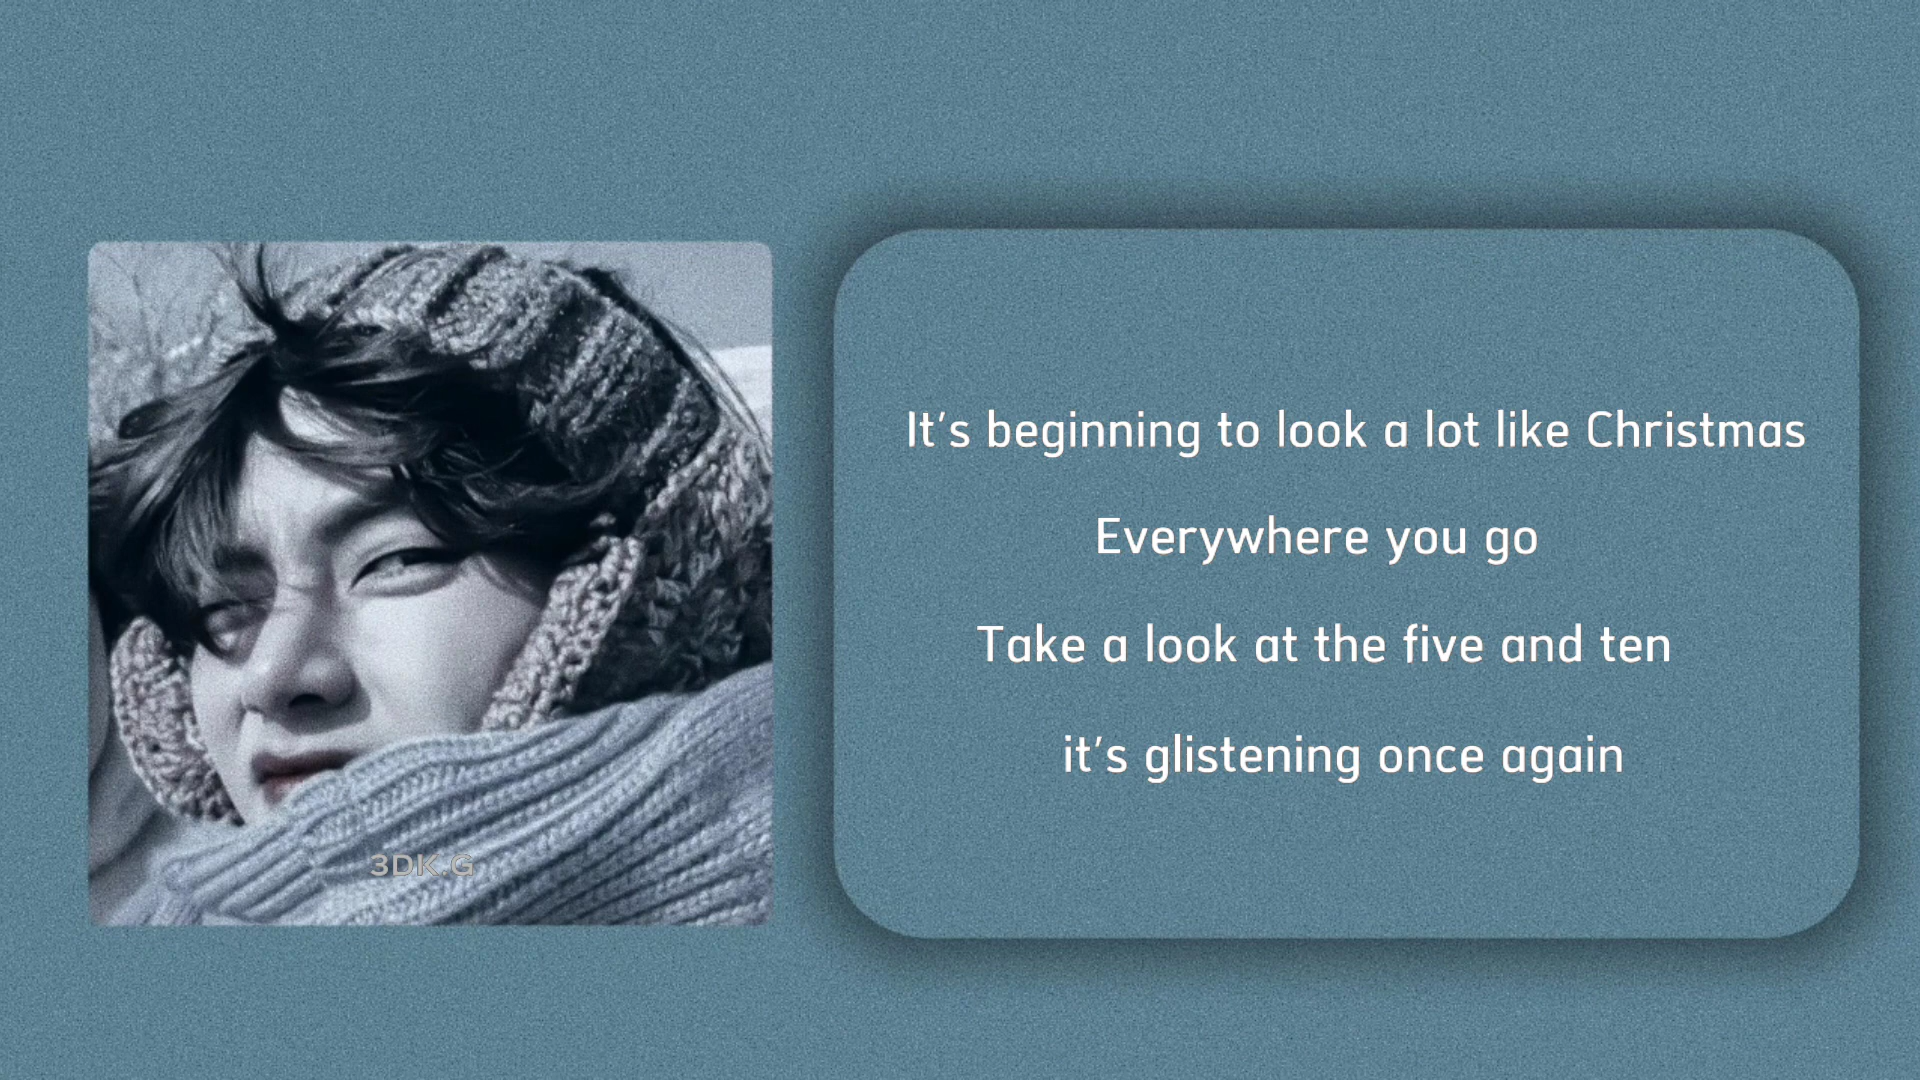 It's beginning to look a lot like Christmas
Everywhere you go
Take a look at the five and ten
it's glistening once again
3DK.G